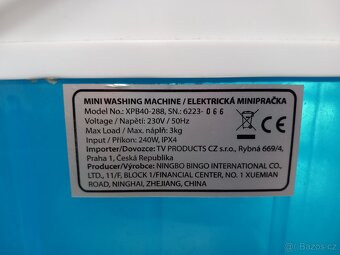 MINI WASHING MACHINE / ELEKTRICKÁ MINIPRAČKA
Model No.: XPB40-288, SN.: 6223-066
Voltage / Napětí: 230V / 50Hz
Max Load / Max. náplň: 3kg
Input / Příkon: 240W, IPX4
Importer/Dovozce: TV PRODUCTS CZ s.r.o., Rybná 669/4,
Praha 1, Česká Republika
Producer/Výrobce: NINGBO BINGO INTERNATIONAL CO.
LTD., 11/F, BLOCK 1/FINANCIAL CENTER, NO. 1 XUEMIAN
ROAD, NINGHAI, ZHEJIANG, CHINA
CE
Sbazar.cz